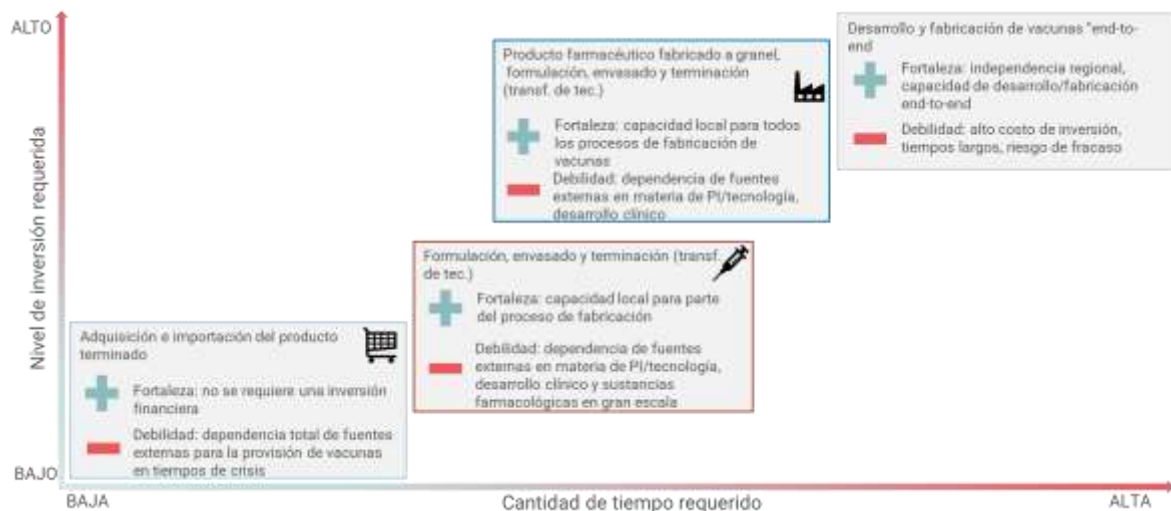 ALTO
Nivel de inversión requerida
BAJO
BAJA
Cantidad de tiempo requerido
ALTA
Adquisición e importación del producto
terminado
Fortaleza: no se requiere una inversión
financiera
Debilidad: dependencia total de fuentes
externas para la provisión de vacunas
en tiempos de crisis
Formulación, envasado y terminación (transf.
de tec.)
Fortaleza: capacidad local para parte
del proceso de fabricación
Debilidad: dependencia de fuentes
externas en materia de PI/tecnología,
desarrollo clínico y sustancias
farmacológicas en gran escala
Producto farmacéutico fabricado a granel,
formulación, envasado y terminación
(transf. de tec.)
Fortaleza: capacidad local para todos
los procesos de fabricación de
vacunas
Debilidad: dependencia de fuentes
externas en materia de PI/tecnología,
desarrollo clínico
Desarrollo y fabricación de vacunas "end-to-
end
Fortaleza: independencia regional,
capacidad de desarrollo/fabricación
end-to-end
Debilidad: alto costo de inversión,
tiempos largos, riesgo de fracaso